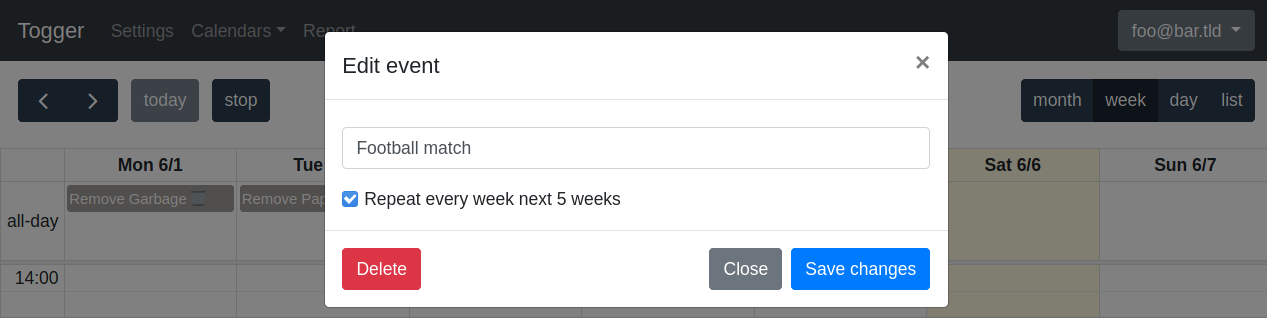 Togger Settings Calendars Report foo@bar.tld
Edit event ×
today stop month week day list
Football match
Mon 6/1 Tue Sat 6/6 Sun 6/7
Remove Garbage Remove Pap
Repeat every week next 5 weeks
all-day
14:00
Delete Close Save changes